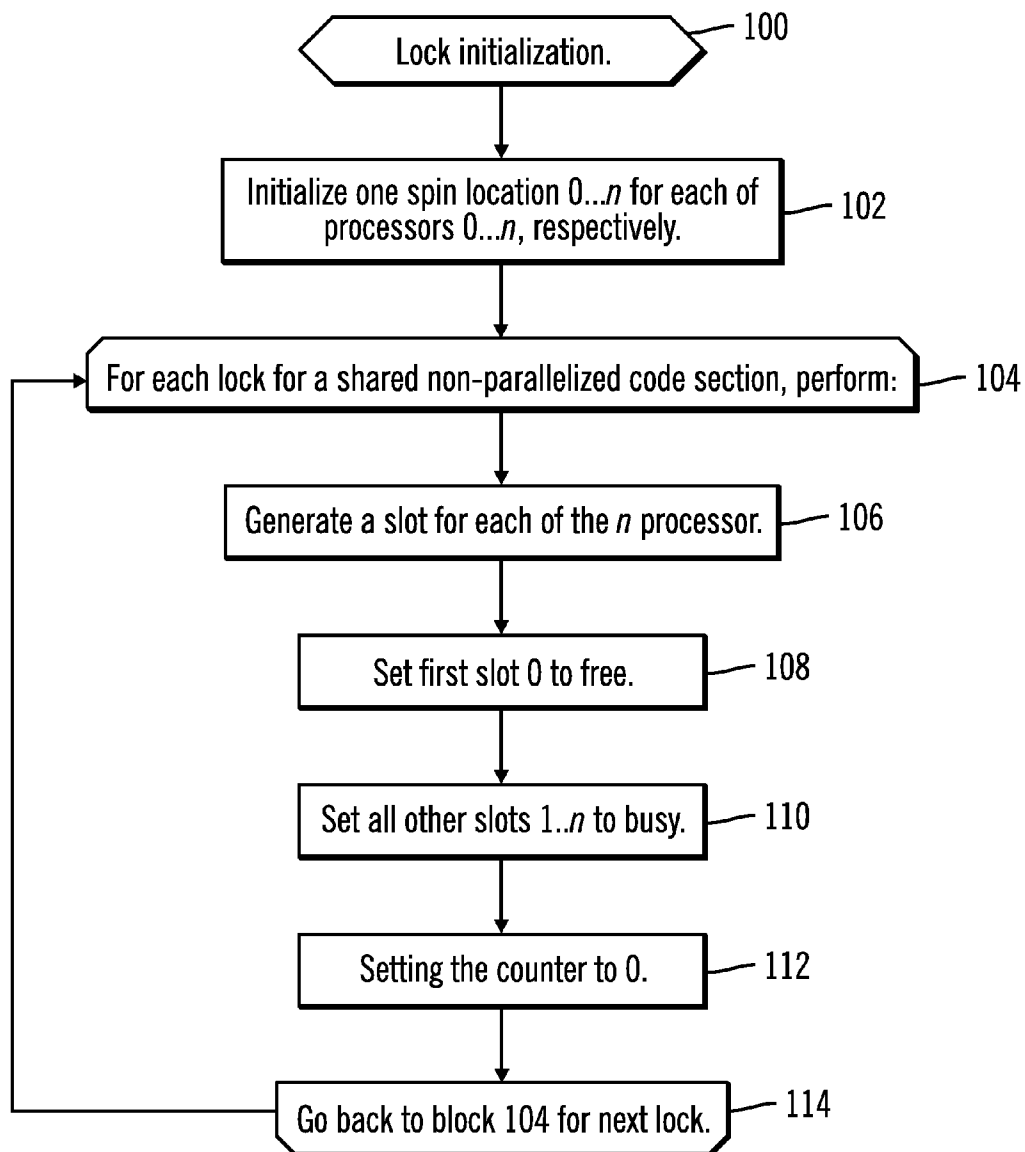 Lock initialization.
100
Initialize one spin location 0...n for each of
processors 0...n, respectively.
102
For each lock for a shared non-parallelized code section, perform:
104
Generate a slot for each of the n processor.
106
Set first slot 0 to free.
108
Set all other slots 1..n to busy.
110
Setting the counter to 0.
112
Go back to block 104 for next lock.
114